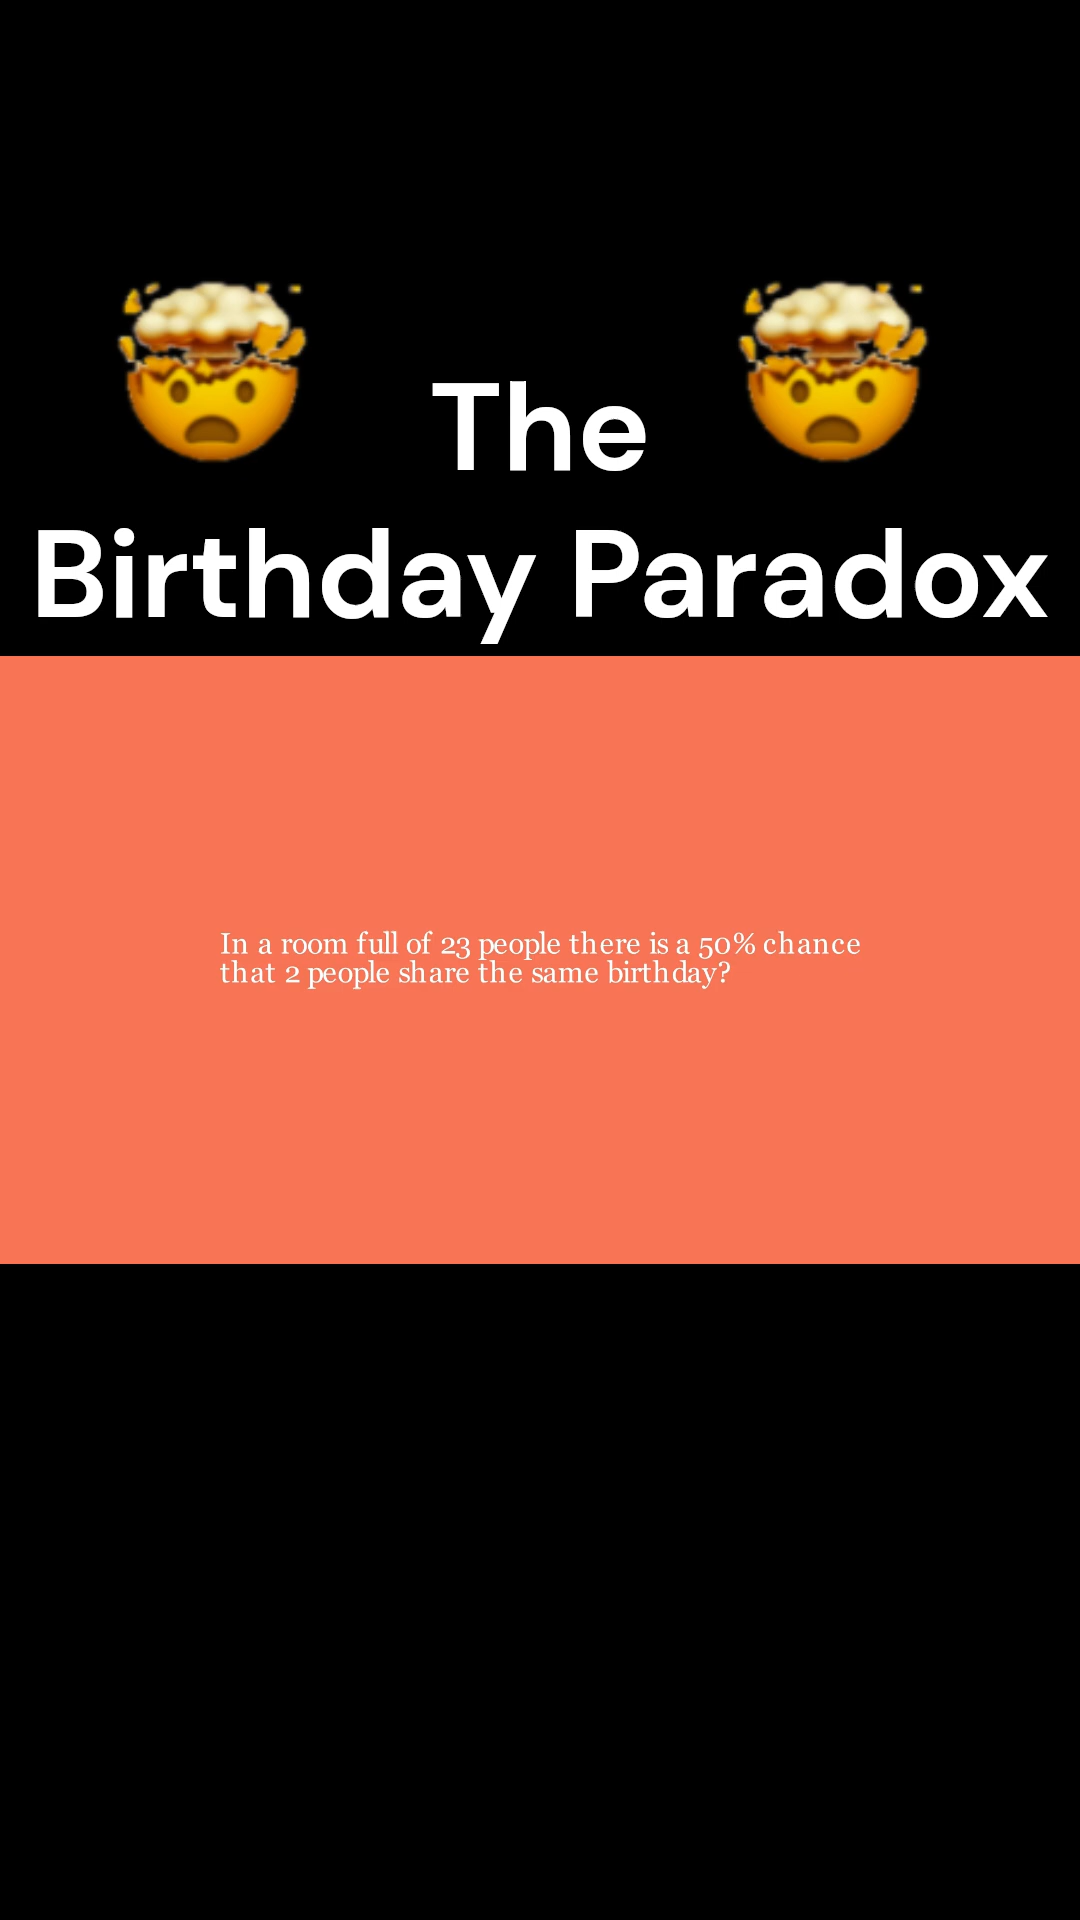 The
Birthday Paradox
In a room full of 23 people there is a 50% chance
that 2 people share the same birthday?